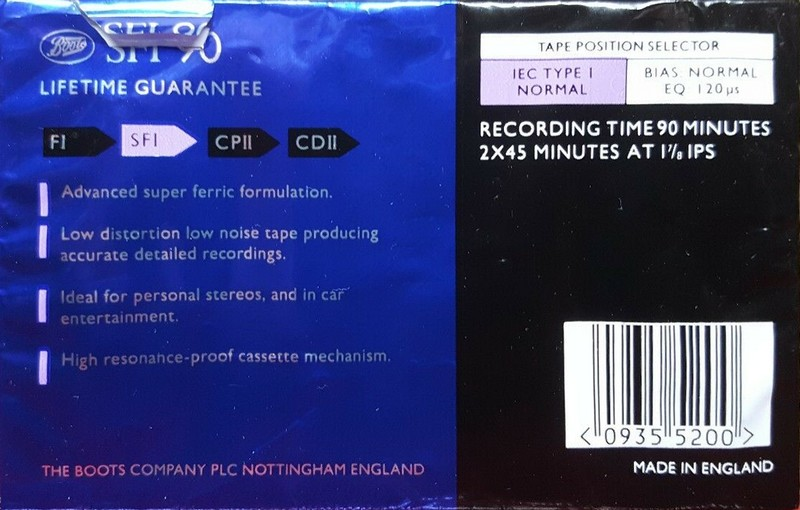 Boots SFI 90
LIFETIME GUARANTEE
FI SFI CPII CDII
Advanced super ferric formulation.
Low distortion low noise tape producing
accurate detailed recordings.
Ideal for personal stereos, and in car
entertainment.
High resonance-proof cassette mechanism.
THE BOOTS COMPANY PLC NOTTINGHAM ENGLAND
TAPE POSITION SELECTOR
IEC TYPE I
NORMAL
BIAS: NORMAL
EQ. 120µs
RECORDING TIME 90 MINUTES
2X45 MINUTES AT 1⅞ IPS
<0935 5200>
MADE IN ENGLAND